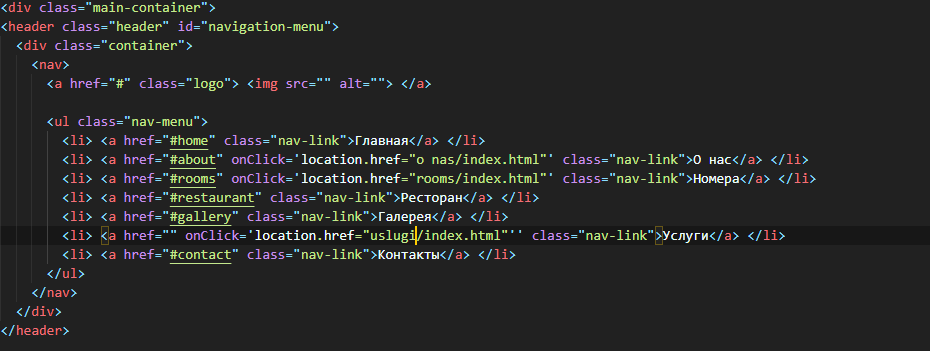 <div class="main-container">
<header class="header" id="navigation-menu">
<div class="container">
<nav>
<a href="#" class="logo"> <img src="" alt=""> </a>
<ul class="nav-menu">
<li> <a href="#home" class="nav-link">Главная</a> </li>
<li> <a href="#about" onClick='location.href="o nas/index.html"' class="nav-link">О нас</a> </li>
<li> <a href="#rooms" onClick='location.href="rooms/index.html"' class="nav-link">Номера</a> </li>
<li> <a href="#restaurant" class="nav-link">Ресторан</a> </li>
<li> <a href="#gallery" class="nav-link">Галерея</a> </li>
<li> <a href="" onClick='location.href="uslugi/index.html"'' class="nav-link">Услуги</a> </li>
<li> <a href="#contact" class="nav-link">Контакты</a> </li>
</ul>
</nav>
</div>
</header>